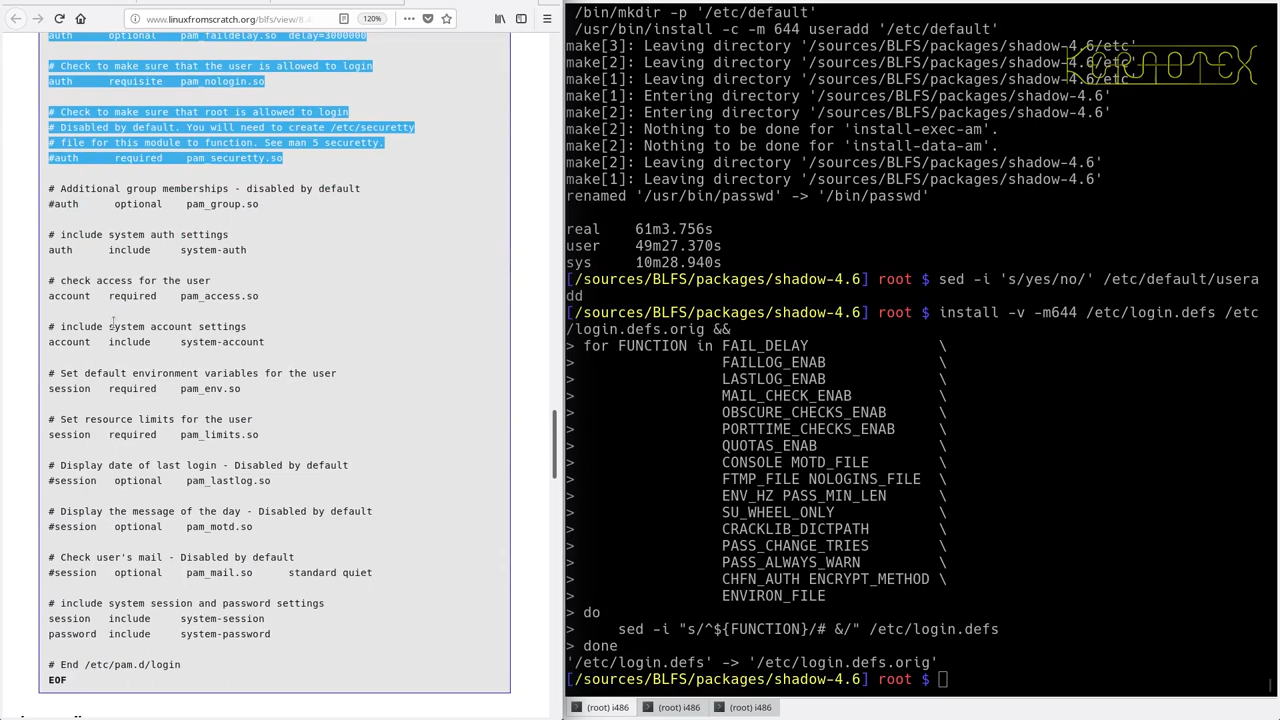 www.linuxfromscratch.org/blfs/view/8.4
120%
auth optional pam_faildelay.so delay=3000000
# Check to make sure that the user is allowed to login
auth requisite pam_nologin.so
# Check to make sure that root is allowed to login
# Disabled by default. You will need to create /etc/securetty
# file for this module to function. See man 5 securetty.
#auth required pam_securetty.so
# Additional group memberships - disabled by default
#auth optional pam_group.so
# include system auth settings
auth include system-auth
# check access for the user
account required pam_access.so
# include system account settings
account include system-account
# Set default environment variables for the user
session required pam_env.so
# Set resource limits for the user
session required pam_limits.so
# Display date of last login - Disabled by default
#session optional pam_lastlog.so
# Display the message of the day - Disabled by default
#session optional pam_motd.so
# Check user's mail - Disabled by default
#session optional pam_mail.so standard quiet
# include system session and password settings
session include system-session
password include system-password
# End /etc/pam.d/login
EOF
/bin/mkdir -p '/etc/default'
/usr/bin/install -c -m 644 useradd '/etc/default'
make[3]: Leaving directory '/sources/BLFS/packages/shadow-4.6/etc'
make[2]: Leaving directory '/sources/BLFS/packages/shadow-4.6/etc'
make[1]: Leaving directory '/sources/BLFS/packages/shadow-4.6/etc
make[1]: Entering directory '/sources/BLFS/packages/shadow-4.6'
make[2]: Entering directory '/sources/BLFS/packages/shadow-4.6'
make[2]: Nothing to be done for 'install-exec-am'.
make[2]: Nothing to be done for 'install-data-am'.
make[2]: Leaving directory '/sources/BLFS/packages/shadow-4.6'
make[1]: Leaving directory '/sources/BLFS/packages/shadow-4.6'
renamed '/usr/bin/passwd' -> '/bin/passwd'
real 61m3.756s
user 49m27.370s
sys 10m28.940s
[/sources/BLFS/packages/shadow-4.6] root $ sed -i 's/yes/no/' /etc/default/usera
dd
[/sources/BLFS/packages/shadow-4.6] root $ install -v -m644 /etc/login.defs /etc
/login.defs.orig &&
> for FUNCTION in FAIL_DELAY \
> FAILLOG_ENAB \
> LASTLOG_ENAB \
> MAIL_CHECK_ENAB \
> OBSCURE_CHECKS_ENAB \
> PORTTIME_CHECKS_ENAB \
> QUOTAS_ENAB \
> CONSOLE MOTD_FILE \
> FTMP_FILE NOLOGINS_FILE \
> ENV_HZ PASS_MIN_LEN \
> SU_WHEEL_ONLY \
> CRACKLIB_DICTPATH \
> PASS_CHANGE_TRIES \
> PASS_ALWAYS_WARN \
> CHFN_AUTH ENCRYPT_METHOD \
> ENVIRON_FILE
> do
> sed -i "s/^${FUNCTION}/# &/" /etc/login.defs
> done
'/etc/login.defs' -> '/etc/login.defs.orig'
[/sources/BLFS/packages/shadow-4.6] root $
(root) i486 (root) i486 (root) i486